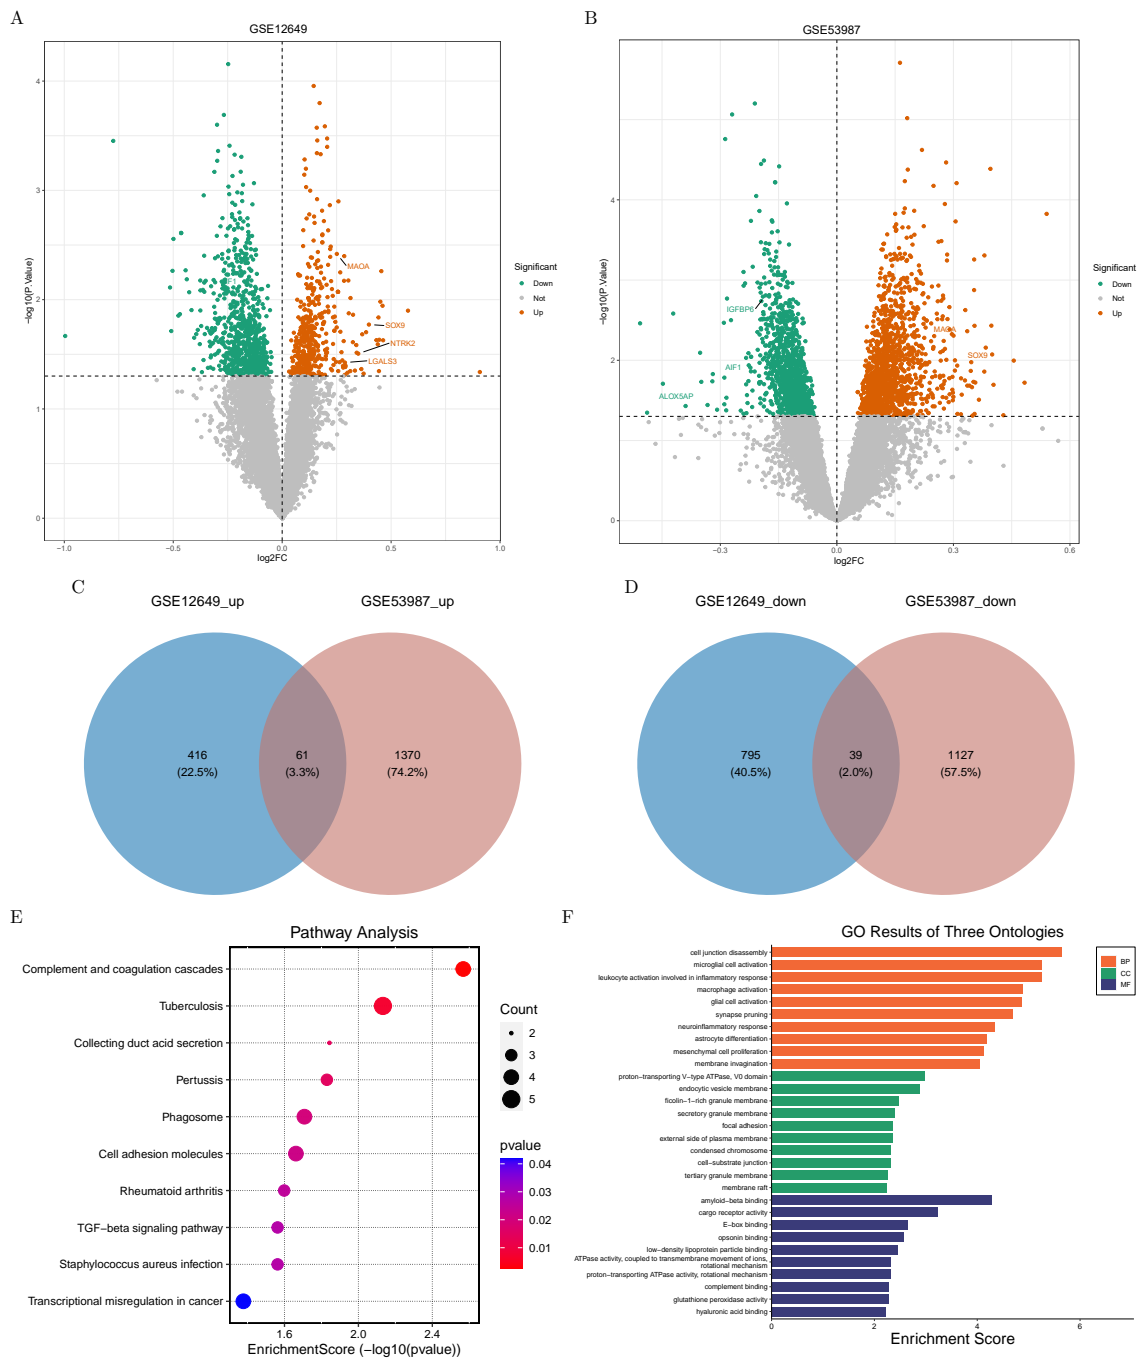 A
GSE12649
−log10(P.Value)
4
3
2
1
0
−1.0
−0.5
0.0
0.5
1.0
log2FC
MAOA
SOX9
NTRK2
LGALS3
Significant
Down
Not
Up
B
GSE53987
−log10(P.Value)
4
2
0
−0.3
0.0
0.3
0.6
log2FC
IGFBP6
AIF1
ALOX5AP
MAOA
SOX9
Significant
Down
Not
Up
C
GSE12649_up
GSE53987_up
416
(22.5%)
61
(3.3%)
1370
(74.2%)
D
GSE12649_down
GSE53987_down
795
(40.5%)
39
(2.0%)
1127
(57.5%)
E
Pathway Analysis
Complement and coagulation cascades
Tuberculosis
Collecting duct acid secretion
Pertussis
Phagosome
Cell adhesion molecules
Rheumatoid arthritis
TGF−beta signaling pathway
Staphylococcus aureus infection
Transcriptional misregulation in cancer
1.6
2.0
2.4
EnrichmentScore (−log10(pvalue))
Count
2
3
4
5
pvalue
0.04
0.03
0.02
0.01
F
GO Results of Three Ontologies
cell junction disassembly
microglial cell activation
leukocyte activation involved in inflammatory response
macrophage activation
glial cell activation
synapse pruning
neuroinflammatory response
astrocyte differentiation
mesenchymal cell proliferation
membrane invagination
proton−transporting V−type ATPase, V0 domain
endocytic vesicle membrane
ficolin−1−rich granule membrane
secretory granule membrane
focal adhesion
external side of plasma membrane
condensed chromosome
cell−substrate junction
tertiary granule membrane
membrane raft
amyloid−beta binding
cargo receptor activity
E−box binding
opsonin binding
low−density lipoprotein particle binding
ATPase activity, coupled to transmembrane movement of ions,
rotational mechanism
proton−transporting ATPase activity, rotational mechanism
complement binding
glutathione peroxidase activity
hyaluronic acid binding
0
2
4
6
Enrichment Score
BP
CC
MF